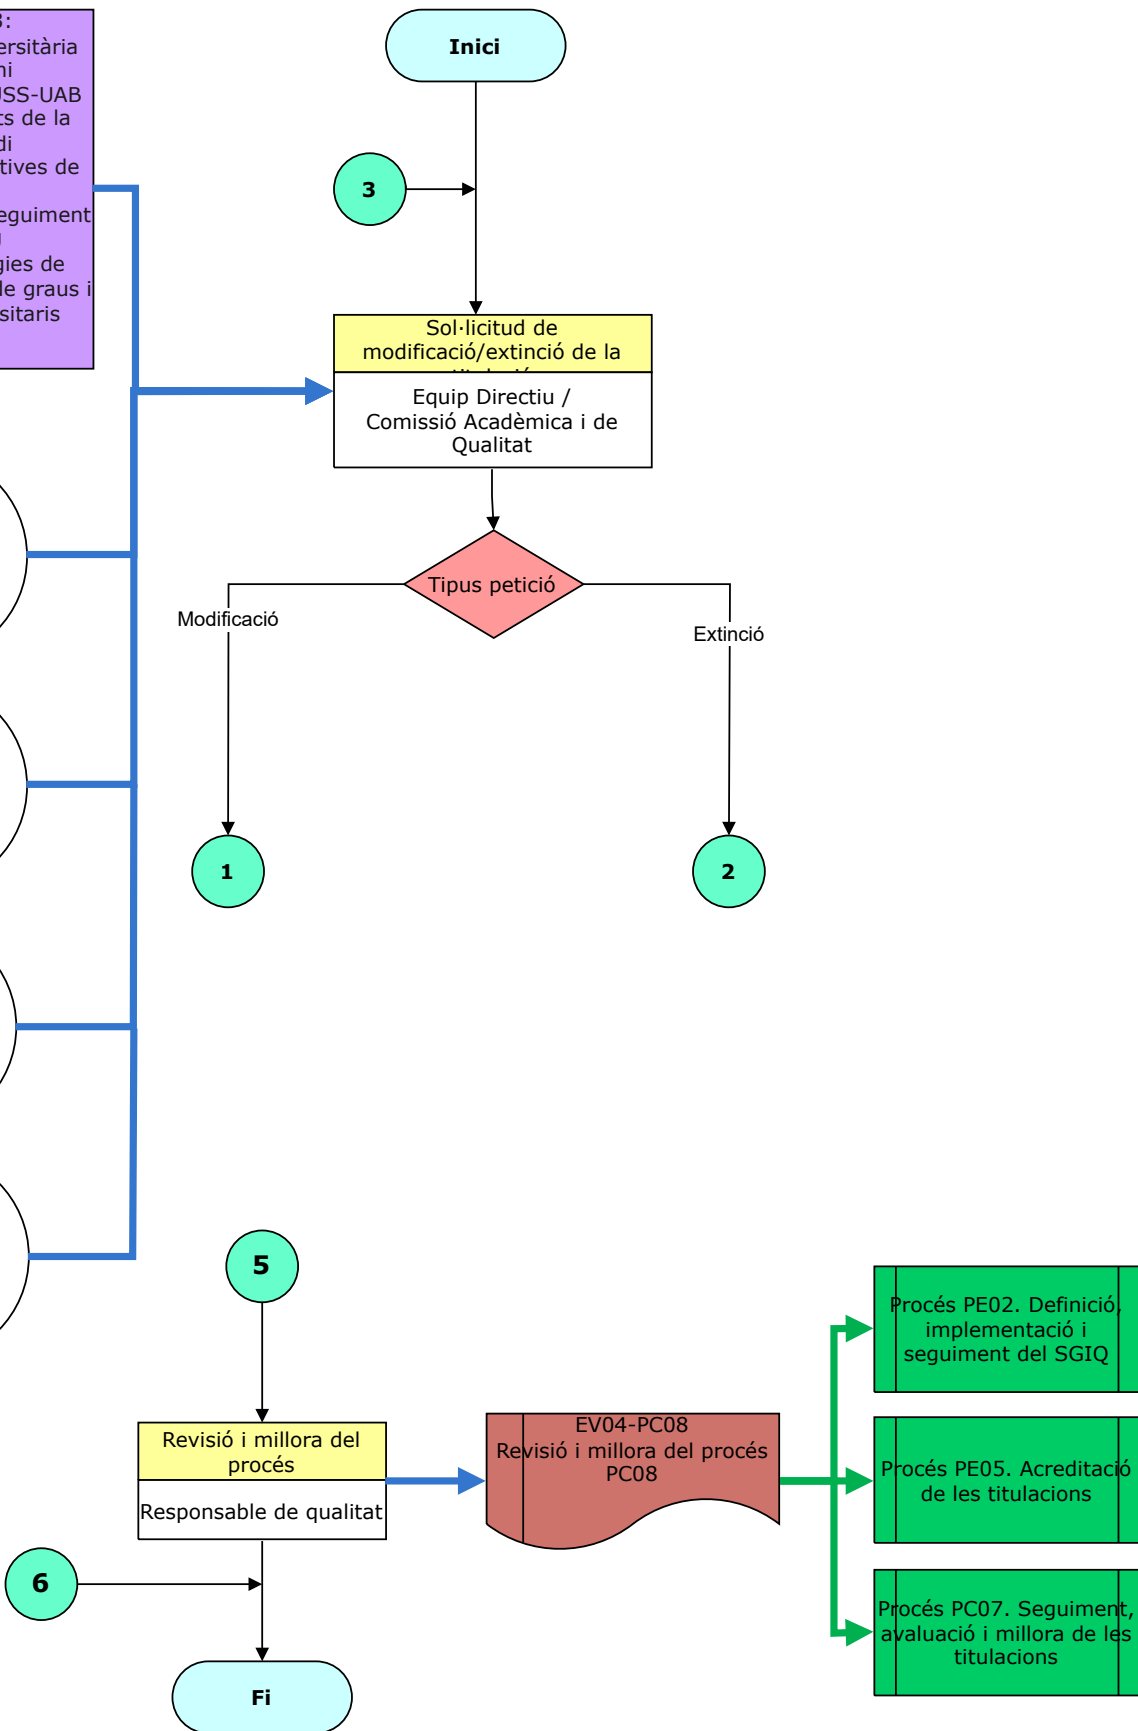 3:
ersitària
ni
USS-UAB
ts de la
di
tives de
eguiment
gies de
de graus i
sitaris
Inici
3
Sol·licitud de
modificació/extinció de la
Equip Directiu /
Comissió Acadèmica i de
Qualitat
Tipus petició
Modificació
Extinció
1
2
5
Revisió i millora del
procés
Responsable de qualitat
EV04-PC08
Revisió i millora del procés
PC08
Procés PE02. Definició,
implementació i
seguiment del SGIQ
Procés PE05. Acreditació
de les titulacions
Procés PC07. Seguiment,
avaluació i millora de les
titulacions
6
Fi